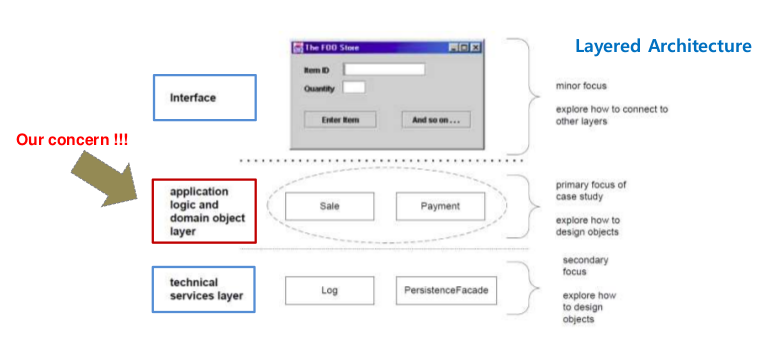 Layered Architecture
The FOO Store
Item ID
Quantity
Enter Item
And so on . . .
Interface
minor focus
explore how to connect to
other layers
Our concern !!!
application
logic and
domain object
layer
Sale
Payment
primary focus of
case study
explore how to
design objects
technical
services layer
Log
PersistenceFacade
secondary
focus
explore how
to design
objects